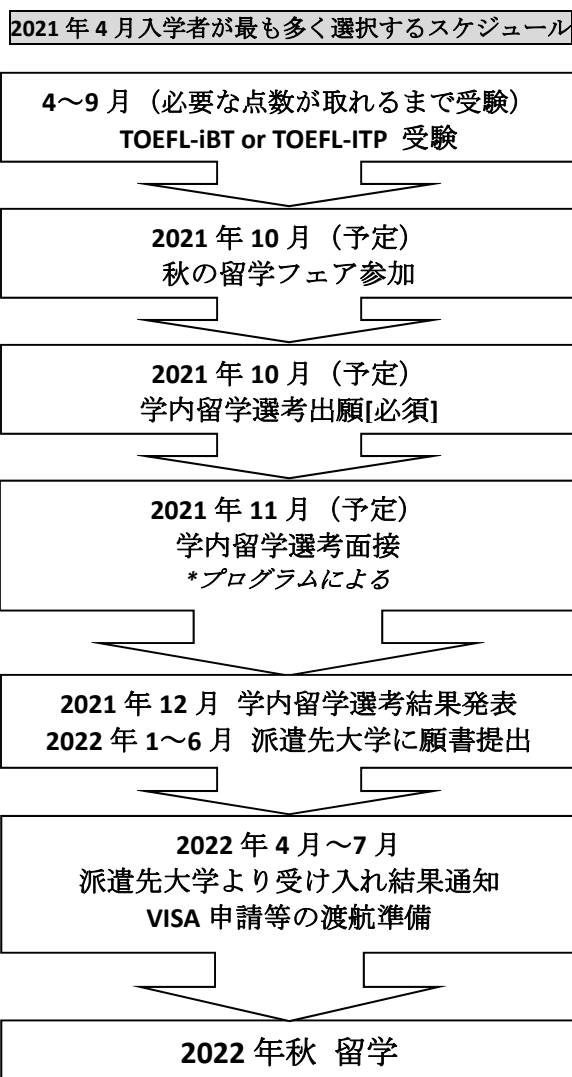 2021 年 4 月入学者が最も多く選択するスケジュール
4～9 月（必要な点数が取れるまで受験）
TOEFL-iBT or TOEFL-ITP 受験
2021 年 10 月（予定）
秋の留学フェア参加
2021 年 10 月（予定）
学内留学選考出願[必須]
2021 年 11 月（予定）
学内留学選考面接
*プログラムによる
2021 年 12 月 学内留学選考結果発表
2022 年 1～6 月 派遣先大学に願書提出
2022 年 4 月～7 月
派遣先大学より受け入れ結果通知
VISA 申請等の渡航準備
2022 年秋 留学